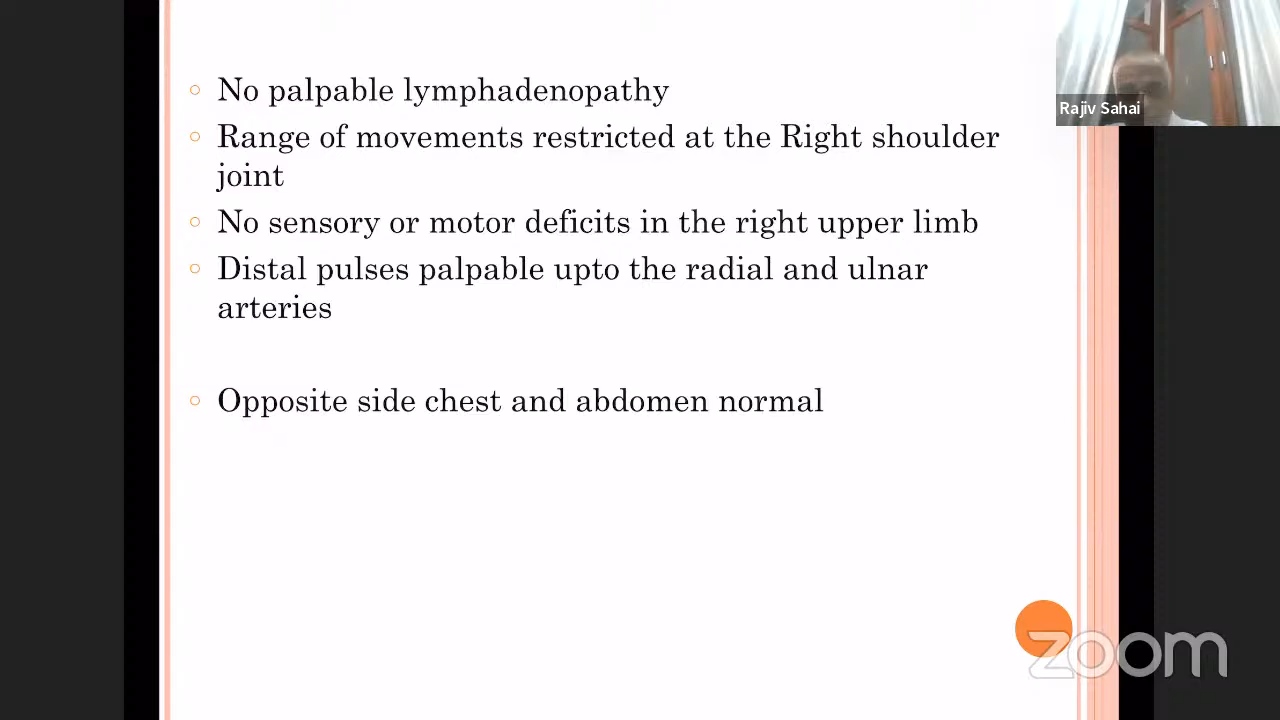 No palpable lymphadenopathy
Range of movements restricted at the Right shoulder
joint
No sensory or motor deficits in the right upper limb
Distal pulses palpable upto the radial and ulnar
arteries
Opposite side chest and abdomen normal
Rajiv Sahai
zoom